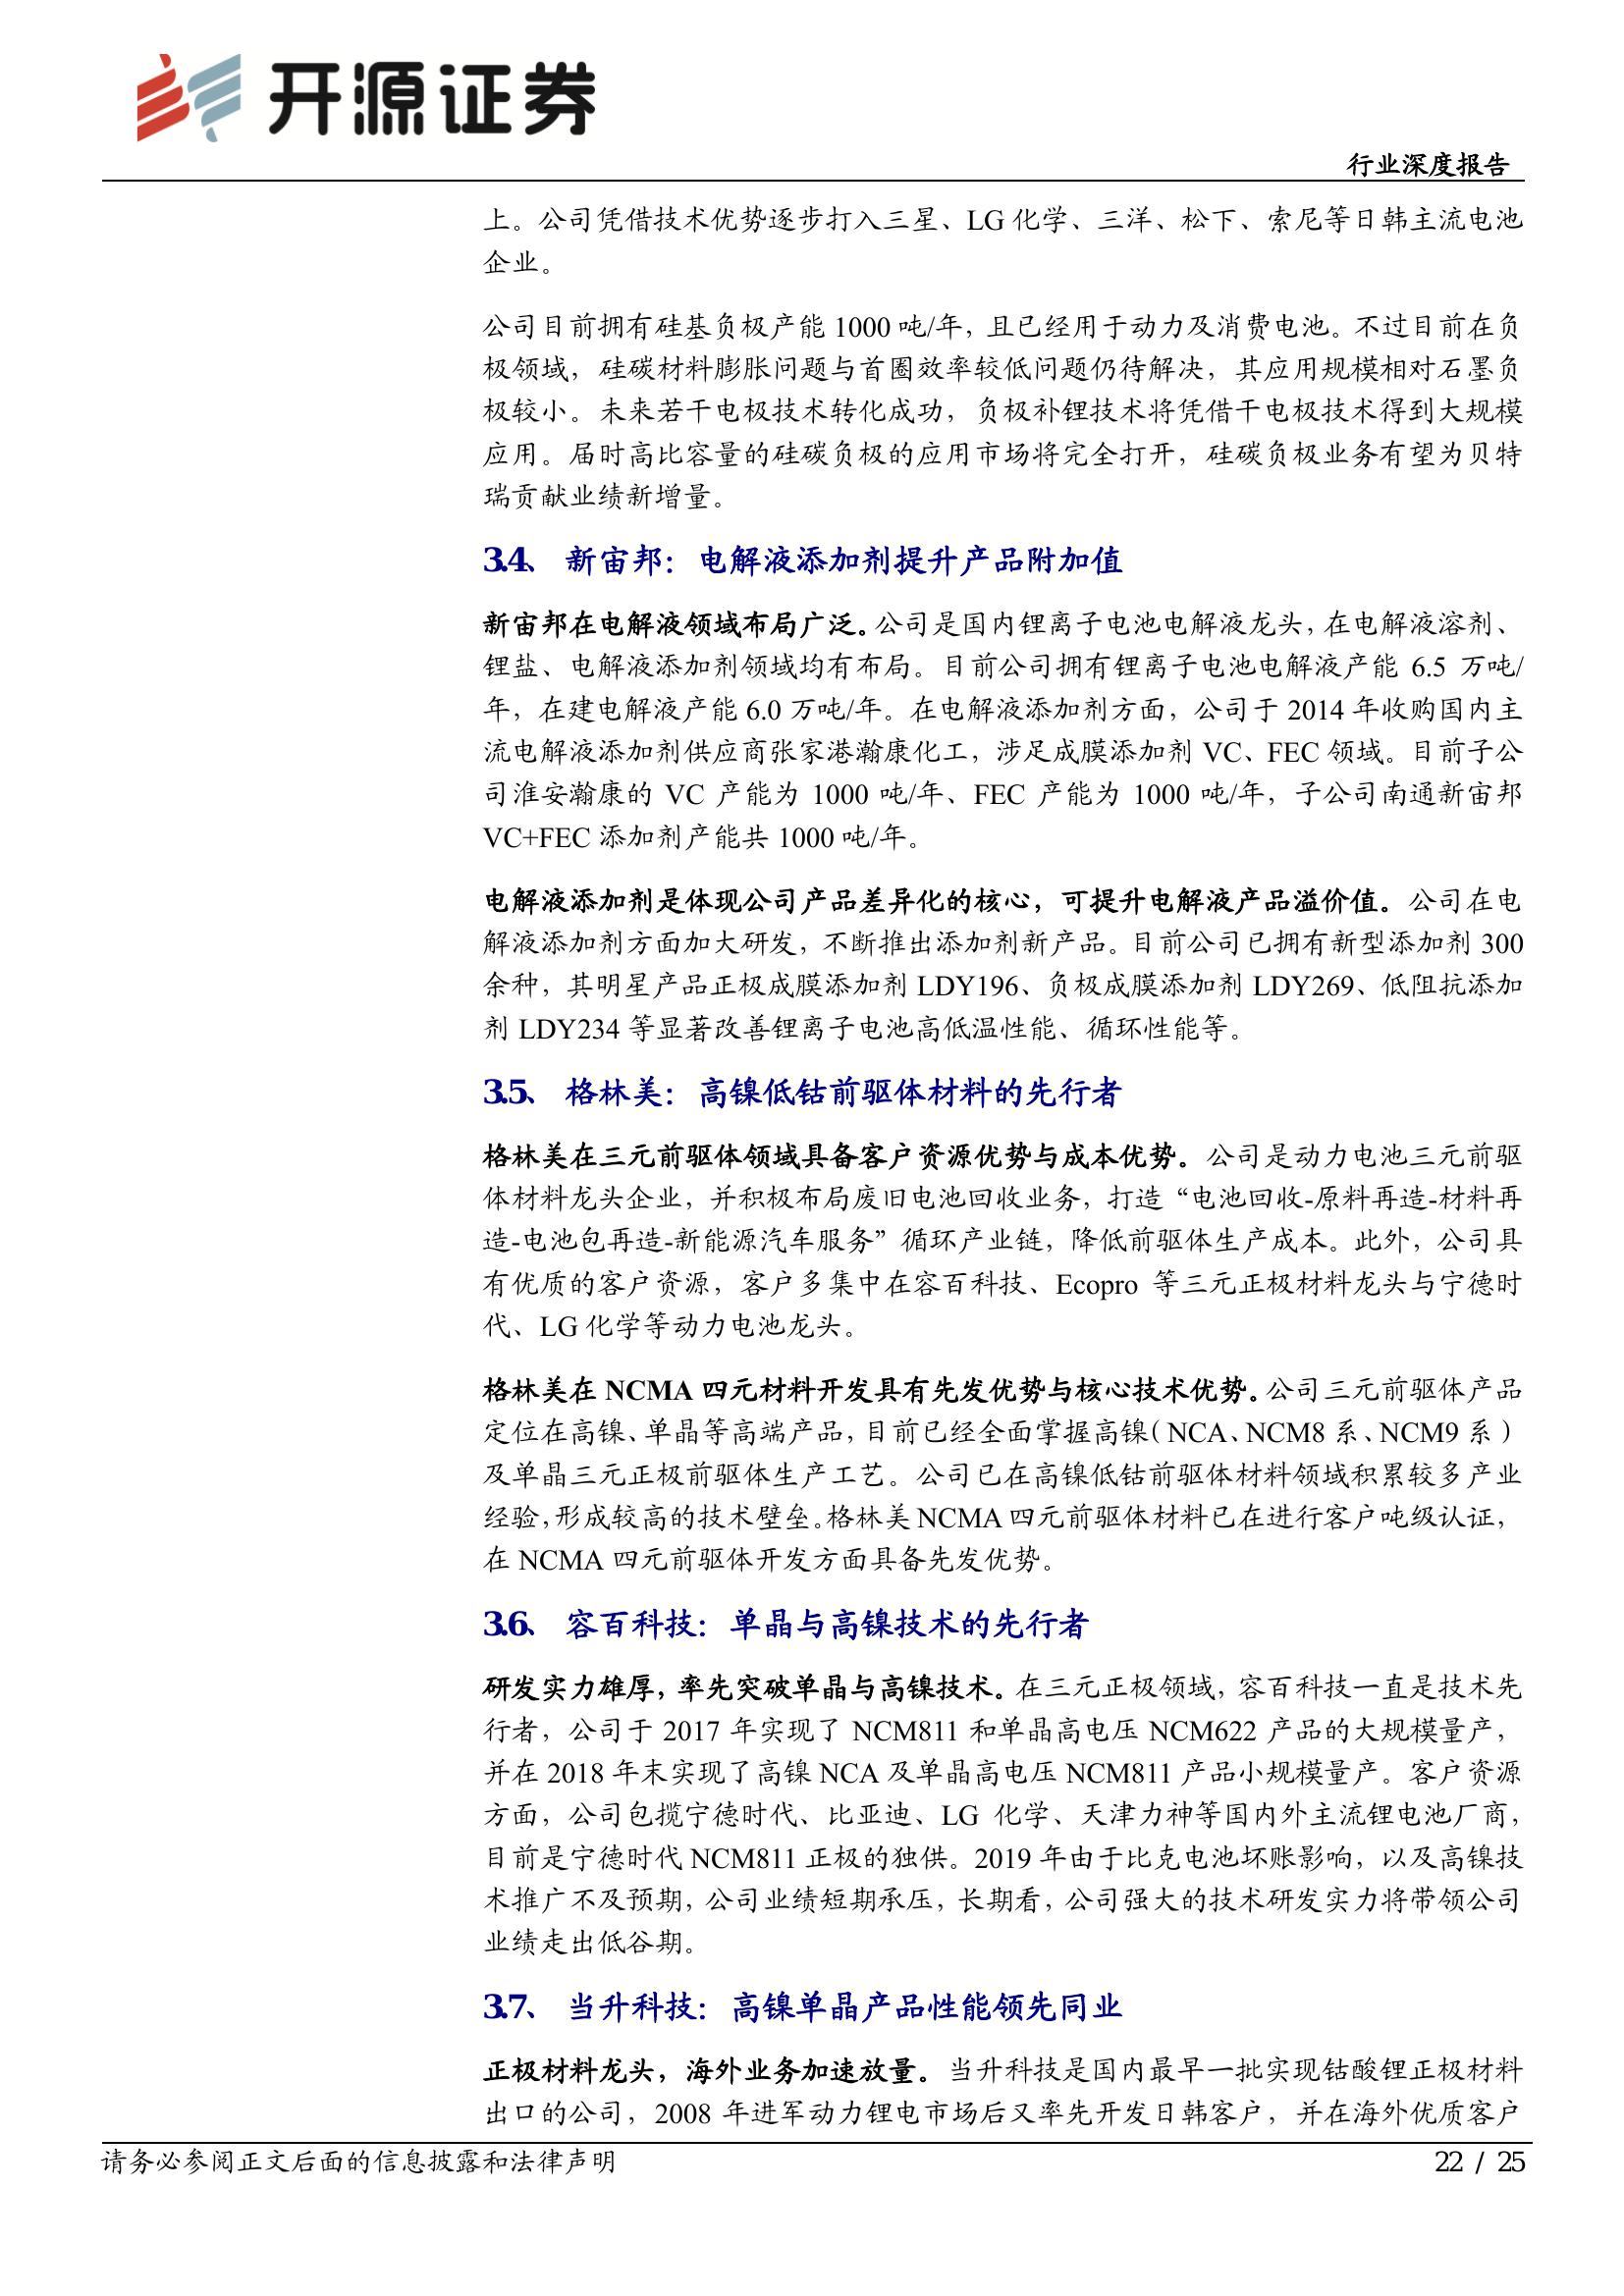 开源证券
行业深度报告
上。公司凭借技术优势逐步打入三星、LG 化学、三洋、松下、索尼等日韩主流电池
企业。
公司目前拥有硅基负极产能 1000 吨/年，且已经用于动力及消费电池。不过目前在负
极领域，硅碳材料膨胀问题与首圈效率较低问题仍待解决，其应用规模相对石墨负
极较小。未来若干电极技术转化成功，负极补锂技术将凭借干电极技术得到大规模
应用。届时高比容量的硅碳负极的应用市场将完全打开，硅碳负极业务有望为贝特
瑞贡献业绩新增量。
3.4、 新宙邦：电解液添加剂提升产品附加值
新宙邦在电解液领域布局广泛。公司是国内锂离子电池电解液龙头，在电解液溶剂、
锂盐、电解液添加剂领域均有布局。目前公司拥有锂离子电池电解液产能 6.5 万吨/
年，在建电解液产能 6.0 万吨/年。在电解液添加剂方面，公司于 2014 年收购国内主
流电解液添加剂供应商张家港瀚康化工，涉足成膜添加剂 VC、FEC 领域。目前子公
司淮安瀚康的 VC 产能为 1000 吨/年、FEC 产能为 1000 吨/年，子公司南通新宙邦
VC+FEC 添加剂产能共 1000 吨/年。
电解液添加剂是体现公司产品差异化的核心，可提升电解液产品溢价值。公司在电
解液添加剂方面加大研发，不断推出添加剂新产品。目前公司已拥有新型添加剂 300
余种，其明星产品正极成膜添加剂 LDY196、负极成膜添加剂 LDY269、低阻抗添加
剂 LDY234 等显著改善锂离子电池高低温性能、循环性能等。
3.5、 格林美：高镍低钴前驱体材料的先行者
格林美在三元前驱体领域具备客户资源优势与成本优势。公司是动力电池三元前驱
体材料龙头企业，并积极布局废旧电池回收业务，打造“电池回收-原料再造-材料再
造-电池包再造-新能源汽车服务”循环产业链，降低前驱体生产成本。此外，公司具
有优质的客户资源，客户多集中在容百科技、Ecopro 等三元正极材料龙头与宁德时
代、LG 化学等动力电池龙头。
格林美在 NCMA 四元材料开发具有先发优势与核心技术优势。公司三元前驱体产品
定位在高镍、单晶等高端产品，目前已经全面掌握高镍（NCA、NCM8 系、NCM9 系）
及单晶三元正极前驱体生产工艺。公司已在高镍低钴前驱体材料领域积累较多产业
经验，形成较高的技术壁垒。格林美 NCMA 四元前驱体材料已在进行客户吨级认证，
在 NCMA 四元前驱体开发方面具备先发优势。
3.6、 容百科技：单晶与高镍技术的先行者
研发实力雄厚，率先突破单晶与高镍技术。在三元正极领域，容百科技一直是技术先
行者，公司于 2017 年实现了 NCM811 和单晶高电压 NCM622 产品的大规模量产，
并在 2018 年末实现了高镍 NCA 及单晶高电压 NCM811 产品小规模量产。客户资源
方面，公司包揽宁德时代、比亚迪、LG 化学、天津力神等国内外主流锂电池厂商，
目前是宁德时代 NCM811 正极的独供。2019 年由于比克电池坏账影响，以及高镍技
术推广不及预期，公司业绩短期承压，长期看，公司强大的技术研发实力将带领公司
业绩走出低谷期。
3.7、 当升科技：高镍单晶产品性能领先同业
正极材料龙头，海外业务加速放量。当升科技是国内最早一批实现钴酸锂正极材料
出口的公司，2008 年进军动力锂电市场后又率先开发日韩客户，并在海外优质客户
请务必参阅正文后面的信息披露和法律声明
22 / 25